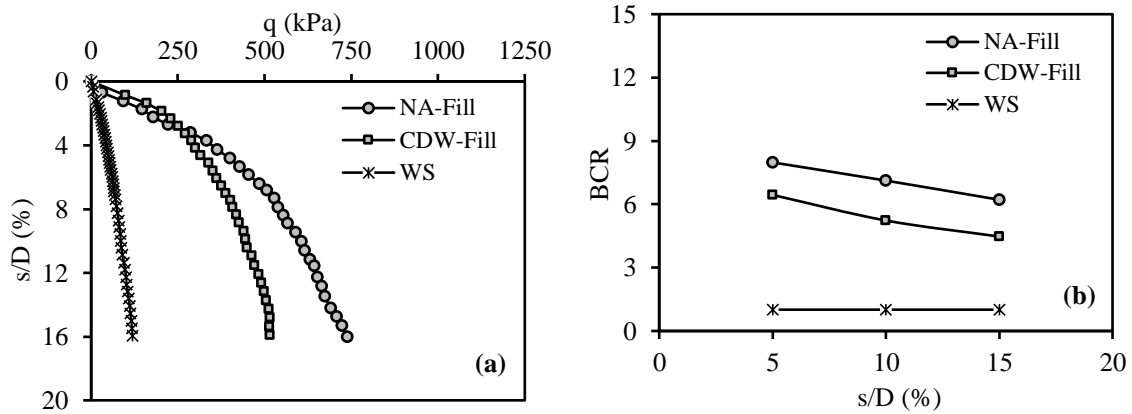 q (kPa)
0 250 500 750 1000 1250
0
4
8
12
16
20
s/D (%)
NA-Fill
CDW-Fill
WS
(a)
15
12
9
6
3
0
BCR
NA-Fill
CDW-Fill
WS
(b)
0 5 10 15 20
s/D (%)